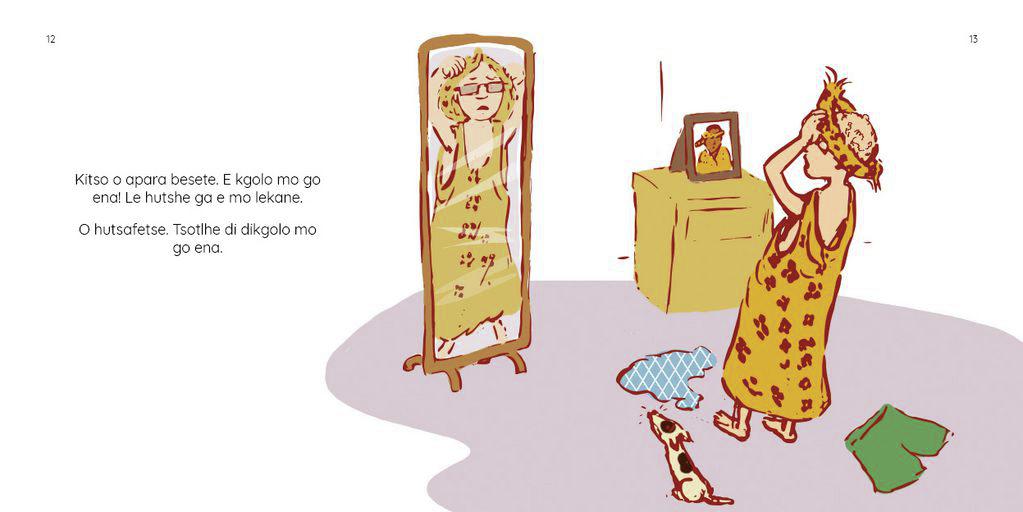 12
13
Kitso o apara besete. E kgolo mo go
ena! Le hutshe ga e mo lekane.
O hutsafetse. Tsotlhe di dikgolo mo
go ena.